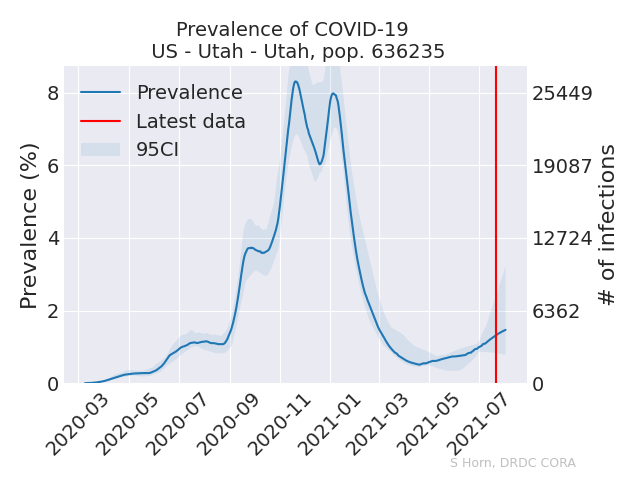 Prevalence of COVID-19
US - Utah - Utah, pop. 636235
Prevalence
Latest data
95CI
Prevalence (%)
8
6
4
2
0
25449
19087
12724
6362
0
# of infections
2020-03
2020-05
2020-07
2020-09
2020-11
2021-01
2021-03
2021-05
2021-07
S Horn, DRDC CORA